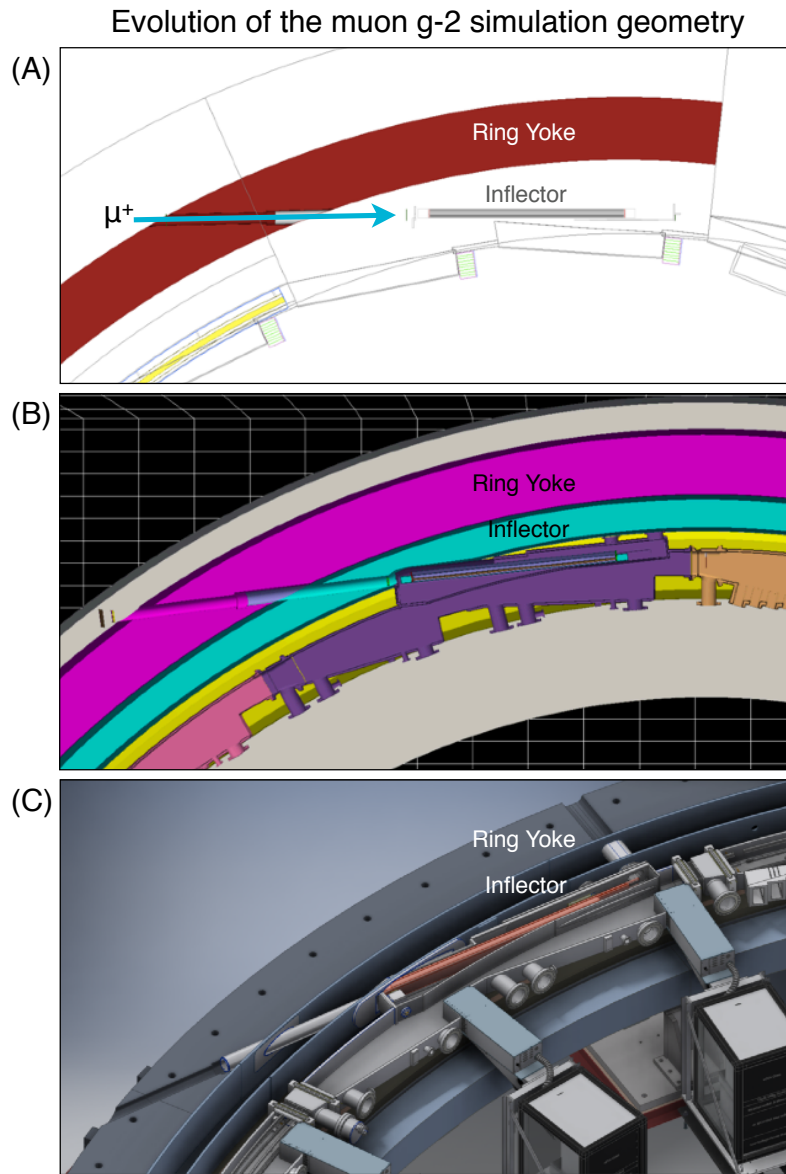 Evolution of the muon g-2 simulation geometry
(A)
Ring Yoke
Inflector
μ+
(B)
Ring Yoke
Inflector
(C)
Ring Yoke
Inflector